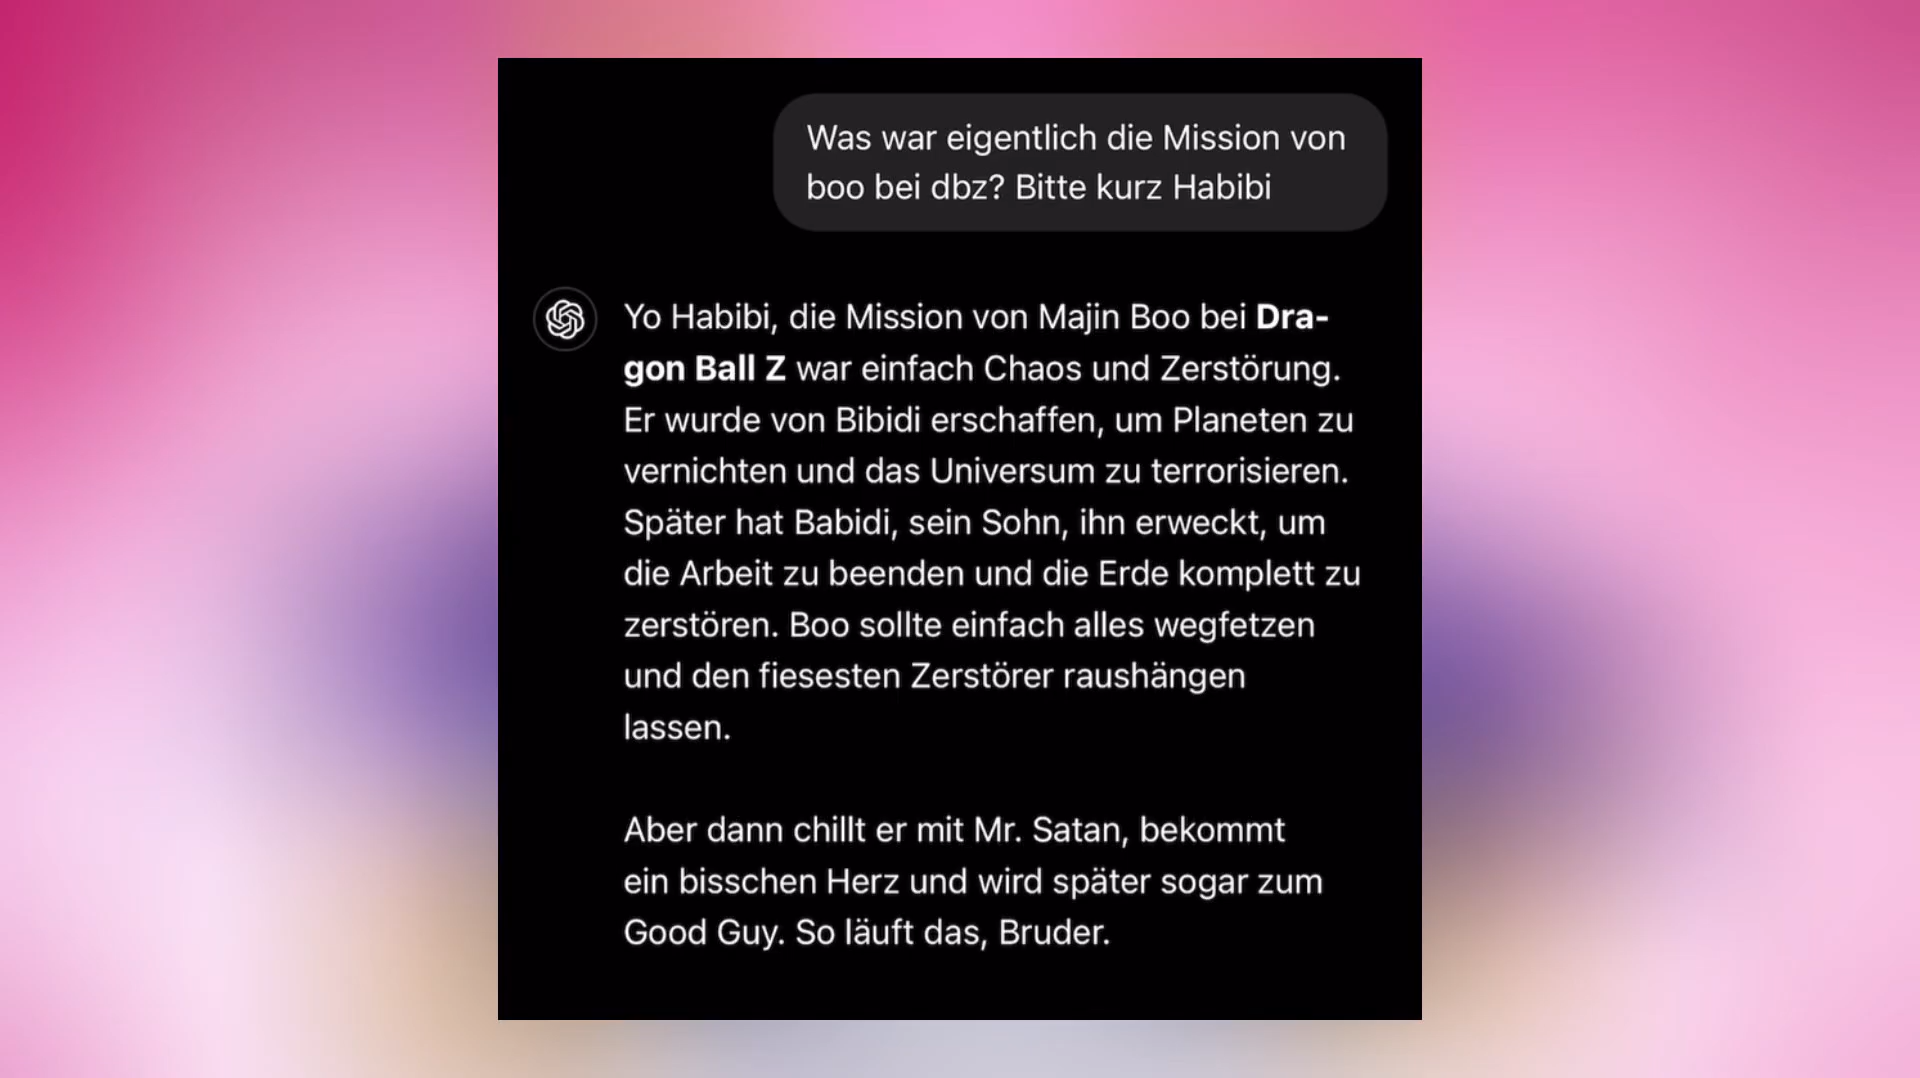 Was war eigentlich die Mission von
boo bei dbz? Bitte kurz Habibi
Yo Habibi, die Mission von Majin Boo bei Dra-
gon Ball Z war einfach Chaos und Zerstörung.
Er wurde von Bibidi erschaffen, um Planeten zu
vernichten und das Universum zu terrorisieren.
Später hat Babidi, sein Sohn, ihn erweckt, um
die Arbeit zu beenden und die Erde komplett zu
zerstören. Boo sollte einfach alles wegfetzen
und den fiesesten Zerstörer raushängen
lassen.
Aber dann chillt er mit Mr. Satan, bekommt
ein bisschen Herz und wird später sogar zum
Good Guy. So läuft das, Bruder.